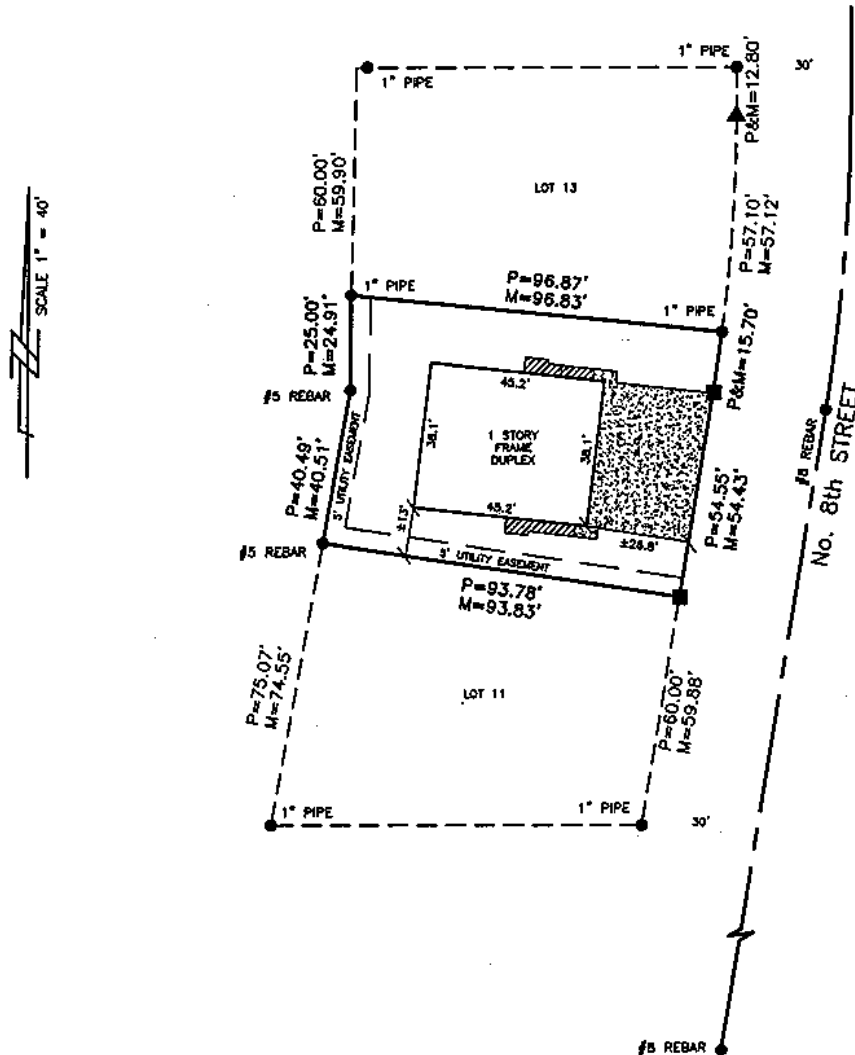 1" PIPE
30'
1" PIPE
P&M=12.80'
SCALE 1" = 40'
P=60.00'
M=59.90'
LOT 13
P=57.10'
M=57.12'
1" PIPE
P=96.87'
M=96.83'
1" PIPE
P=25.00'
M=24.91'
P&M=15.70'
#5 REBAR
45.2'
38.1'
1 STORY
FRAME
DUPLEX
38.1'
#8 REBAR
No. 8th STREET
P=40.49'
M=40.51'
5' UTILITY EASEMENT
±13'
45.2'
P=54.55'
M=54.43'
#5 REBAR
±26.8'
5' UTILITY EASEMENT
P=93.78'
M=93.83'
P=75.07'
M=74.55'
LOT 11
P=60.00'
M=59.88'
1" PIPE
1" PIPE
30'
#8 REBAR